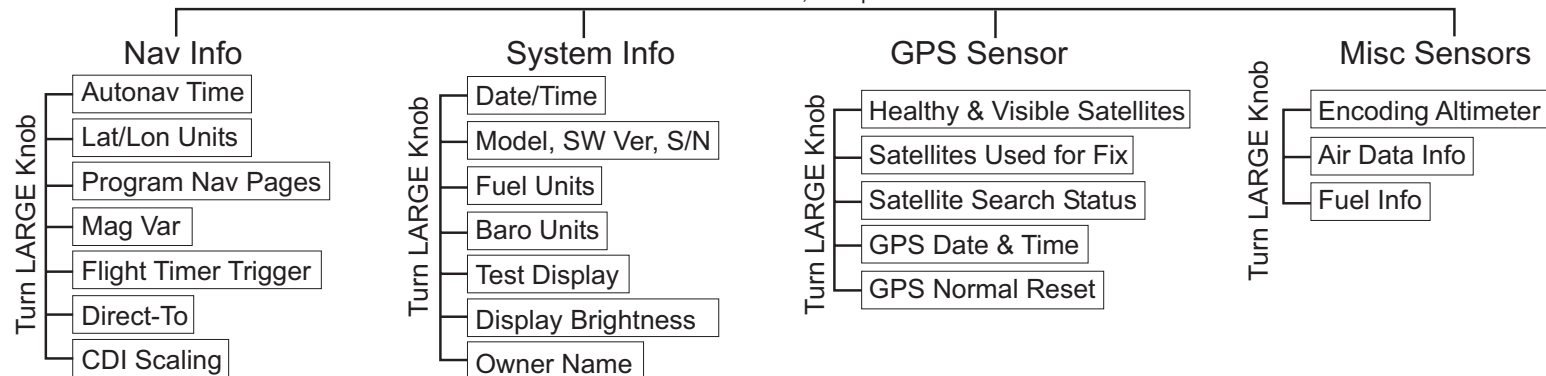 Nav Info
Turn LARGE Knob
Autonav Time
Lat/Lon Units
Program Nav Pages
Mag Var
Flight Timer Trigger
Direct-To
CDI Scaling
System Info
Turn LARGE Knob
Date/Time
Model, SW Ver, S/N
Fuel Units
Baro Units
Test Display
Display Brightness
Owner Name
GPS Sensor
Turn LARGE Knob
Healthy & Visible Satellites
Satellites Used for Fix
Satellite Search Status
GPS Date & Time
GPS Normal Reset
Misc Sensors
Turn LARGE Knob
Encoding Altimeter
Air Data Info
Fuel Info